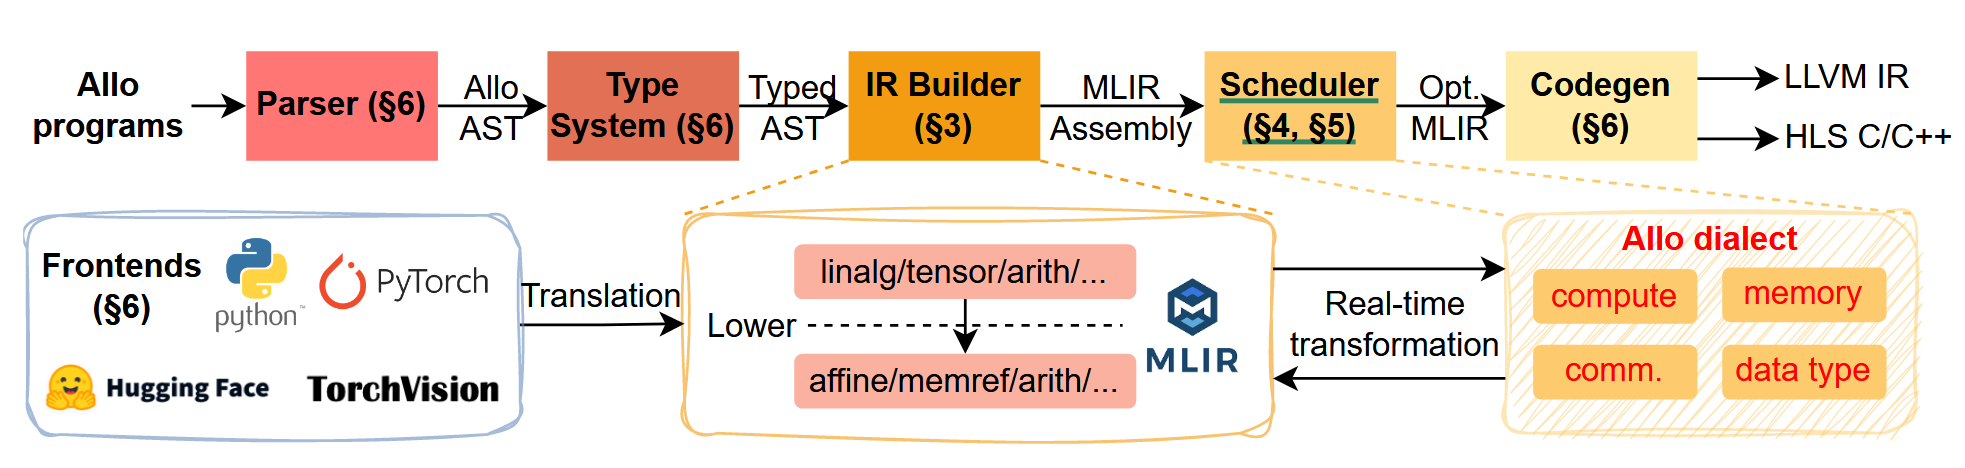 Allo
programs
Parser (§6)
Allo
AST
Type
System (§6)
Typed
AST
IR Builder
(§3)
MLIR
Assembly
Scheduler
(§4, §5)
Opt.
MLIR
Codegen
(§6)
LLVM IR
HLS C/C++
Frontends
(§6)
python™
PyTorch
Hugging Face
TorchVision
Translation
linalg/tensor/arith/...
Lower
affine/memref/arith/...
MLIR
Real-time
transformation
Allo dialect
compute
memory
comm.
data type